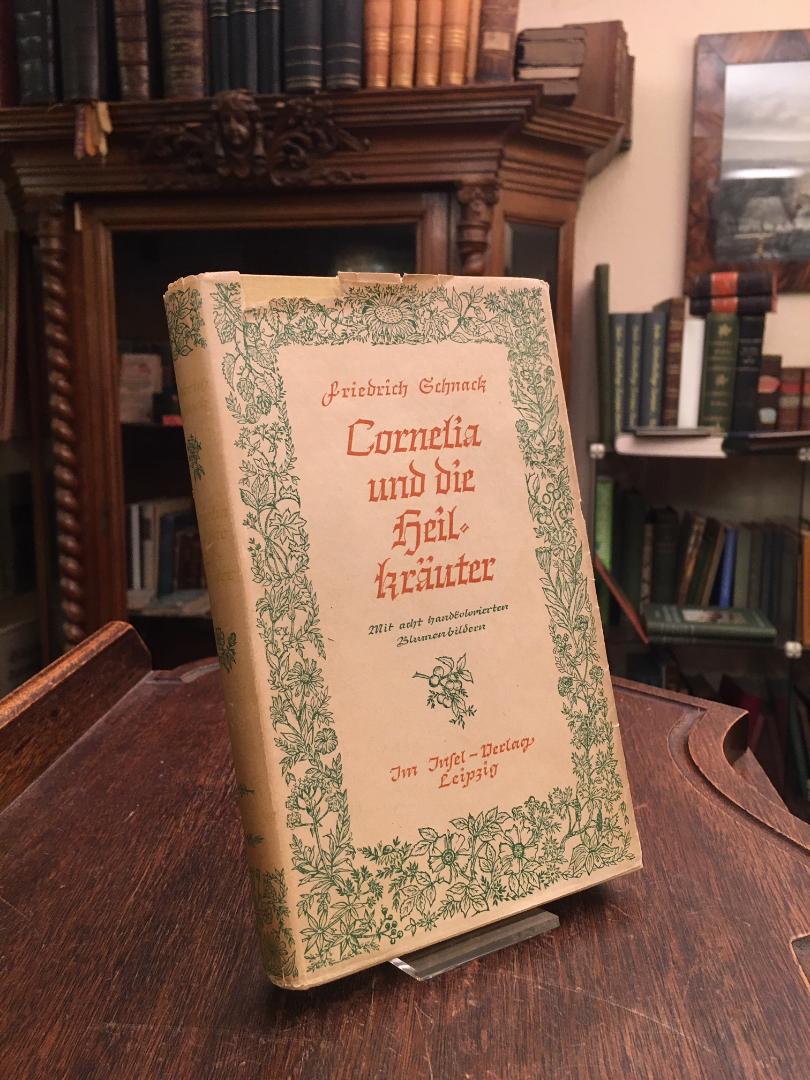 Friedrich Schnack
Cornelia
und die
Heil-
kräuter
Mit acht handkolorierten
Blumenbildern
Im Insel-Verlag
Leipzig